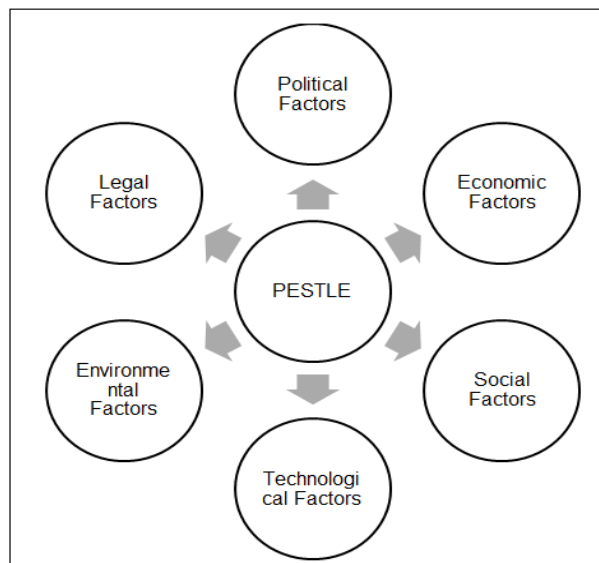 Political
Factors
Legal
Factors
Economic
Factors
PESTLE
Environme
ntal
Factors
Social
Factors
Technologi
cal Factors